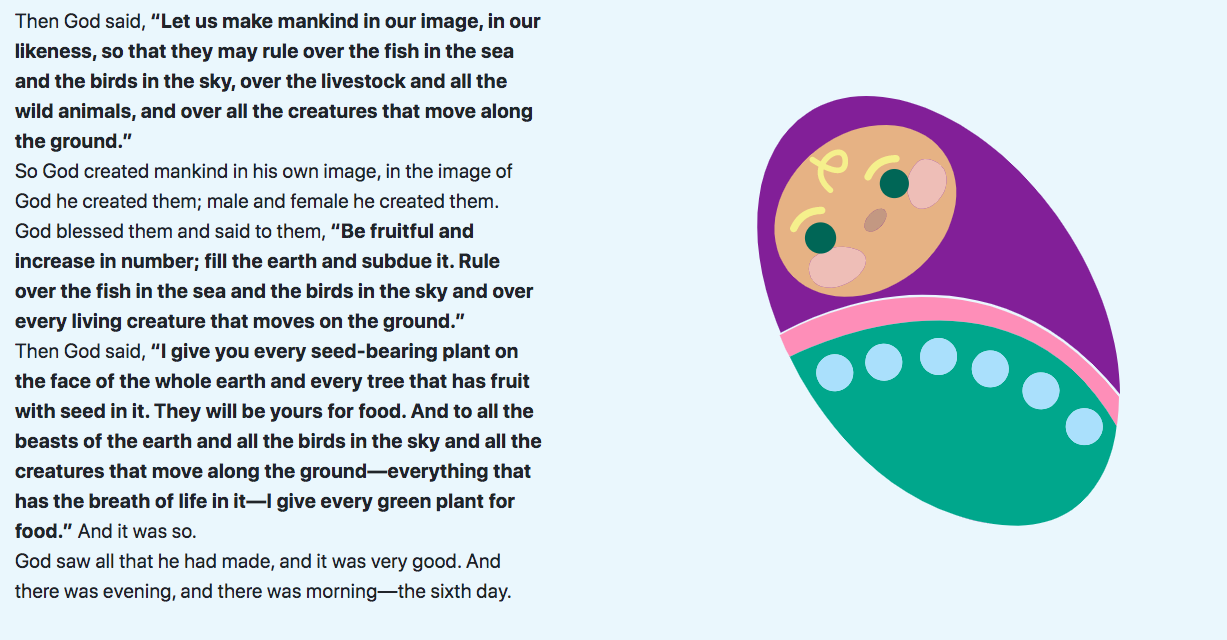 Then God said, “Let us make mankind in our image, in our
likeness, so that they may rule over the fish in the sea
and the birds in the sky, over the livestock and all the
wild animals, and over all the creatures that move along
the ground.”
So God created mankind in his own image, in the image of
God he created them; male and female he created them.
God blessed them and said to them, “Be fruitful and
increase in number; fill the earth and subdue it. Rule
over the fish in the sea and the birds in the sky and over
every living creature that moves on the ground.”
Then God said, “I give you every seed-bearing plant on
the face of the whole earth and every tree that has fruit
with seed in it. They will be yours for food. And to all the
beasts of the earth and all the birds in the sky and all the
creatures that move along the ground—everything that
has the breath of life in it—I give every green plant for
food.” And it was so.
God saw all that he had made, and it was very good. And
there was evening, and there was morning—the sixth day.